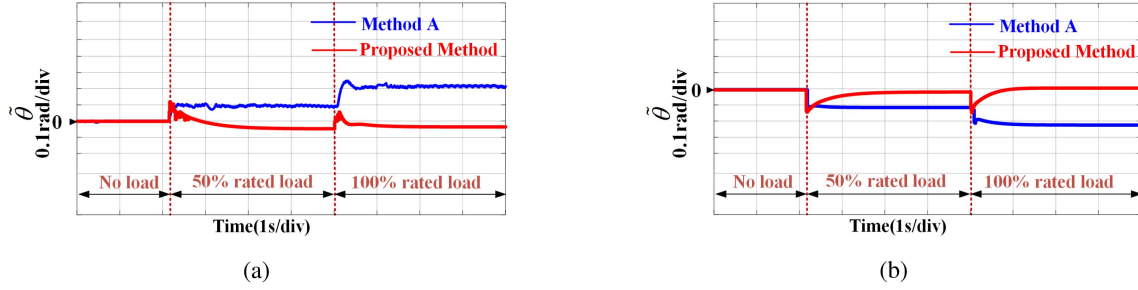 Method A
Proposed Method
0
θ̃
0.1rad/div
No load
50% rated load
100% rated load
Time(1s/div)
(a)
Method A
Proposed Method
0
θ̃
0.1rad/div
No load
50% rated load
100% rated load
Time(1s/div)
(b)